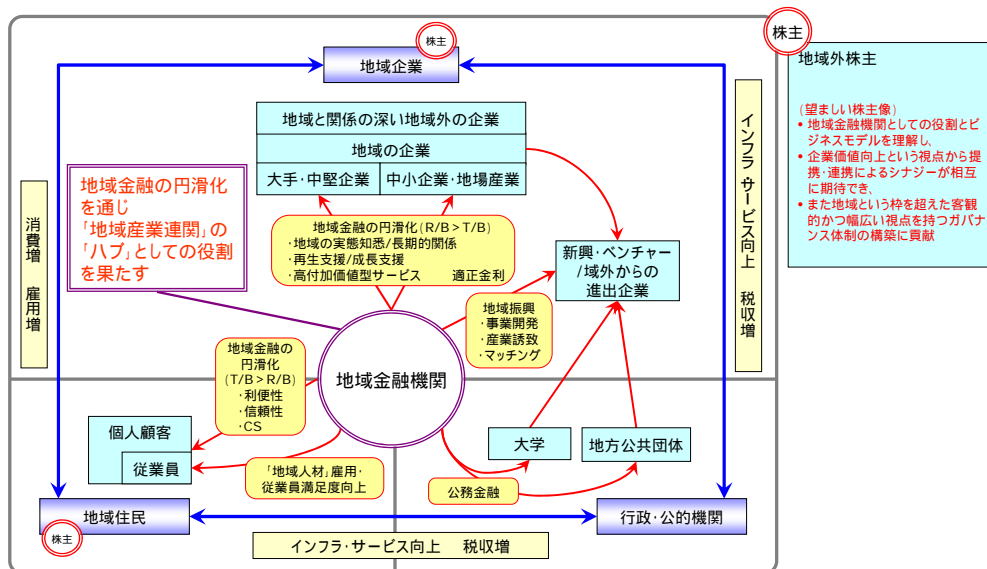 株主
地域企業
株主
地域外株主
(望ましい株主像)
• 地域金融機関としての役割とビ
ジネスモデルを理解し、
• 企業価値向上という視点から提
携・連携によるシナジーが相互
に期待でき、
• また地域という枠を超えた客観
的かつ幅広い視点を持つガバナ
ンス体制の構築に貢献
地域と関係の深い地域外の企業
地域の企業
大手・中堅企業
中小企業・地場産業
地域金融の円滑化
を通じ
「地域産業連関」の
「ハブ」としての役割
を果たす
消費増 雇用増
インフラ サービス向上 税収増
地域金融の円滑化(R/B>T/B)
・地域の実態知悉/長期的関係
・再生支援/成長支援
・高付加価値型サービス 適正金利
新興・ベンチャー
/域外からの
進出企業
地域振興
・事業開発
・産業誘致
・マッチング
地域金融の
円滑化
(T/B>R/B)
・利便性
・信頼性
・CS
地域金融機関
個人顧客
従業員
大学
地方公共団体
「地域人材」雇用・
従業員満足度向上
公務金融
地域住民
株主
行政・公的機関
インフラ・サービス向上 税収増